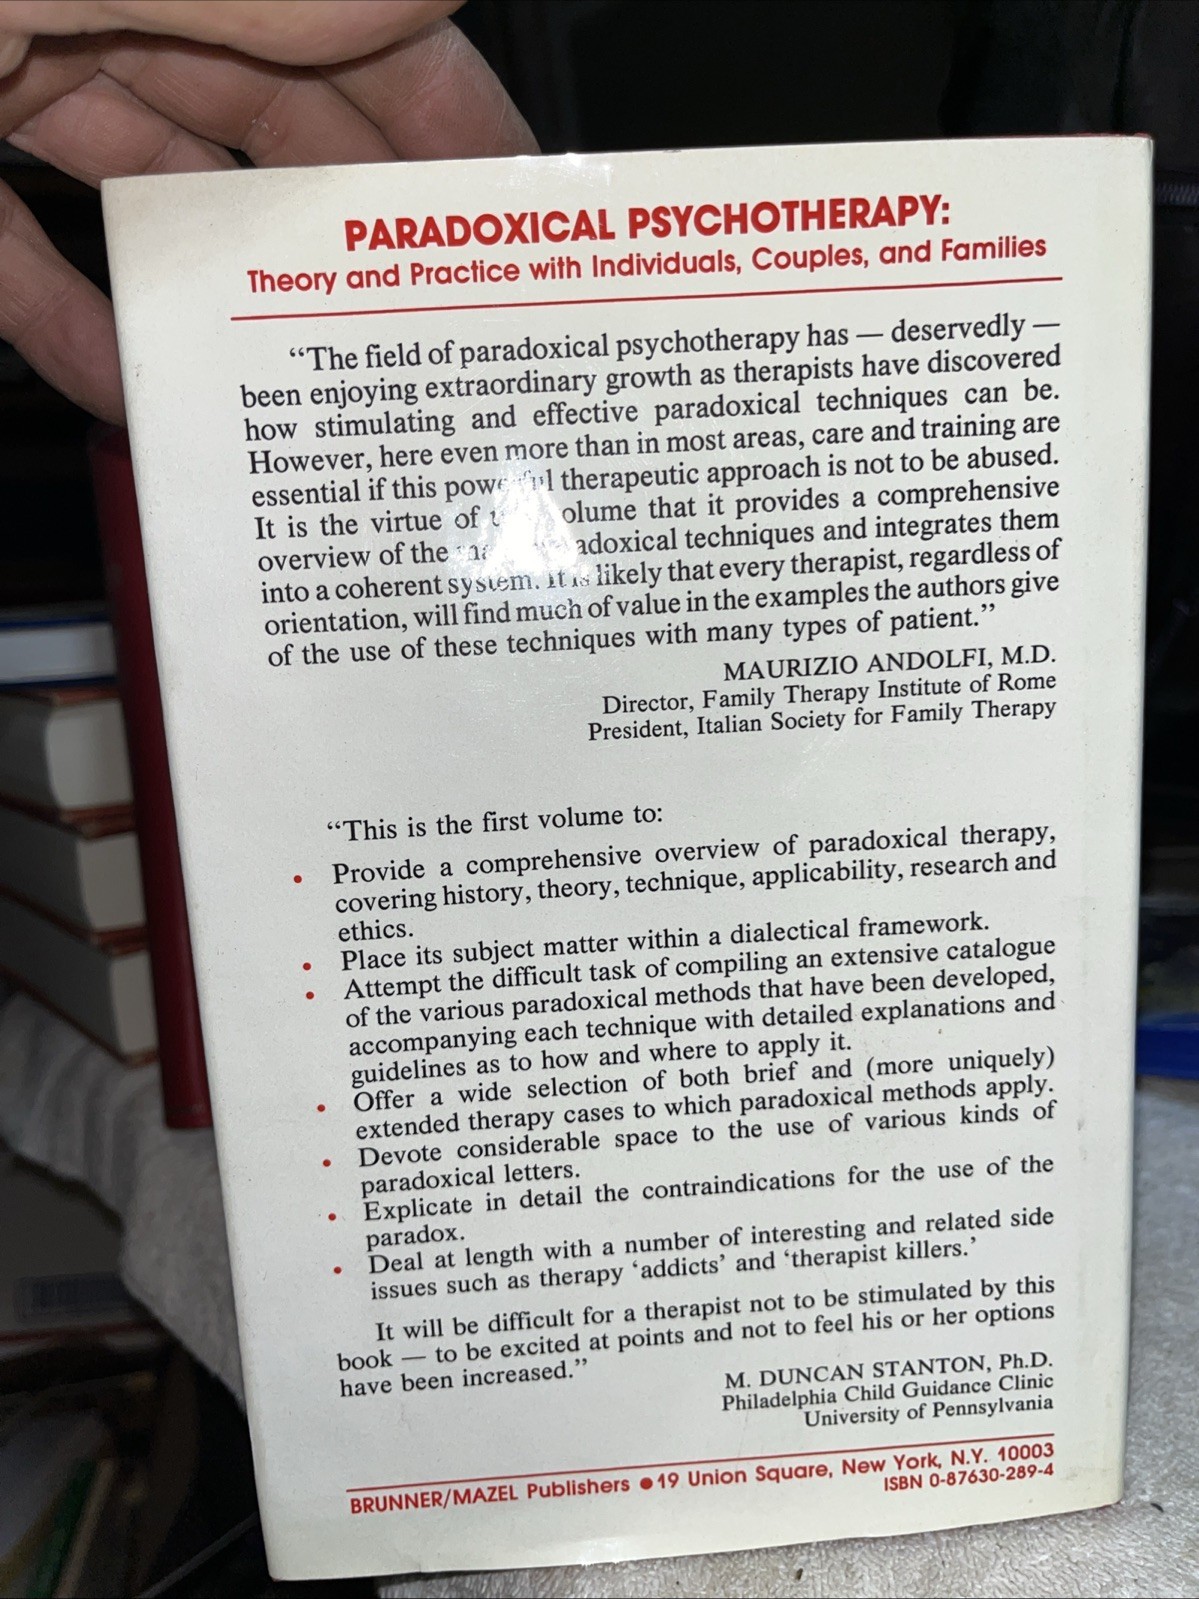 PARADOXICAL PSYCHOTHERAPY:
Theory and Practice with Individuals, Couples, and Families
“The field of paradoxical psychotherapy has — deservedly —
been enjoying extraordinary growth as therapists have discovered
how stimulating and effective paradoxical techniques can be.
However, here even more than in most areas, care and training are
essential if this powerful therapeutic approach is not to be abused.
It is the virtue of volume that it provides a comprehensive
overview of the paradoxical techniques and integrates them
into a coherent system. It is likely that every therapist, regardless of
orientation, will find much of value in the examples the authors give
of the use of these techniques with many types of patient.”
MAURIZIO ANDOLFI, M.D.
Director, Family Therapy Institute of Rome
President, Italian Society for Family Therapy
“This is the first volume to:
• Provide a comprehensive overview of paradoxical therapy,
covering history, theory, technique, applicability, research and
ethics.
• Place its subject matter within a dialectical framework.
• Attempt the difficult task of compiling an extensive catalogue
of the various paradoxical methods that have been developed,
accompanying each technique with detailed explanations and
guidelines as to how and where to apply it.
• Offer a wide selection of both brief and (more uniquely)
extended therapy cases to which paradoxical methods apply.
• Devote considerable space to the use of various kinds of
paradoxical letters.
• Explicate in detail the contraindications for the use of the
paradox.
• Deal at length with a number of interesting and related side
issues such as therapy ‘addicts’ and ‘therapist killers.’
It will be difficult for a therapist not to be stimulated by this
book — to be excited at points and not to feel his or her options
have been increased.”
M. DUNCAN STANTON, Ph.D.
Philadelphia Child Guidance Clinic
University of Pennsylvania
BRUNNER/MAZEL Publishers • 19 Union Square, New York, N.Y. 10003
ISBN 0-87630-289-4